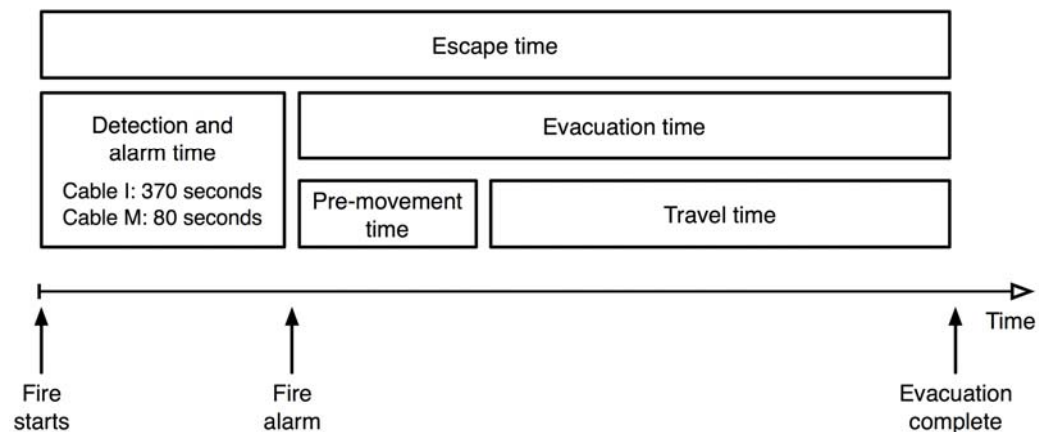 Escape time
Detection and
alarm time
Cable I: 370 seconds
Cable M: 80 seconds
Evacuation time
Pre-movement
time
Travel time
Time
Fire
starts
Fire
alarm
Evacuation
complete